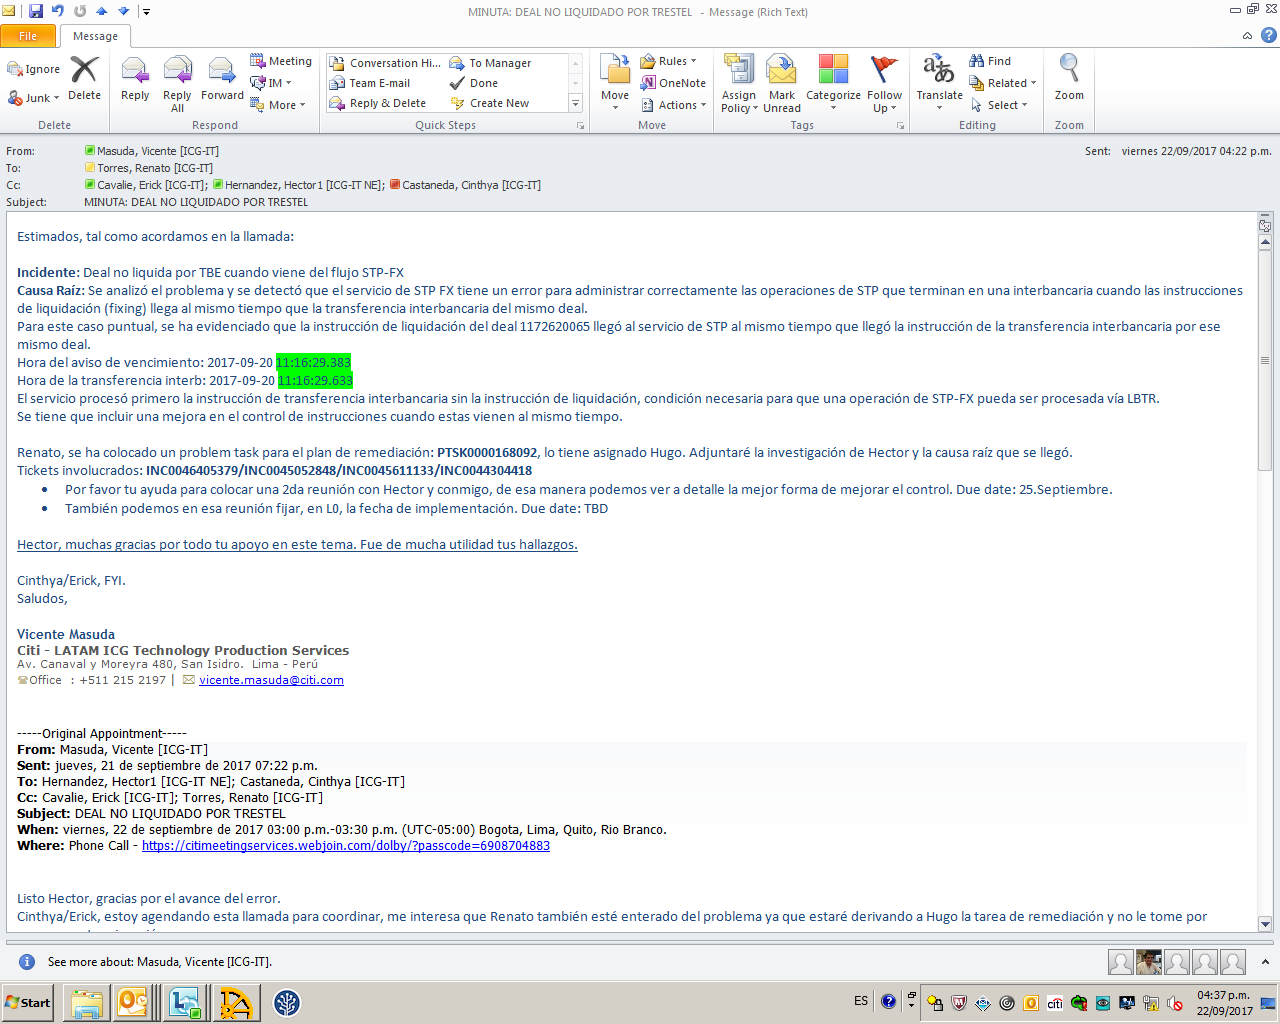 MINUTA: DEAL NO LIQUIDADO POR TRESTEL - Message (Rich Text)
File
Message
Ignore
Junk
Delete
Delete
Reply
Reply All
Forward
Meeting
IM
More
Respond
Conversation Hi...
Team E-mail
Reply & Delete
To Manager
Done
Create New
Quick Steps
Move
Rules
OneNote
Actions
Move
Assign Policy
Mark Unread
Categorize
Follow Up
Tags
Translate
Find
Related
Select
Editing
Zoom
Zoom
From: Masuda, Vicente [ICG-IT]
Sent: viernes 22/09/2017 04:22 p.m.
To: Torres, Renato [ICG-IT]
Cc: Cavalie, Erick [ICG-IT]; Hernandez, Hector1 [ICG-IT NE]; Castaneda, Cinthya [ICG-IT]
Subject: MINUTA: DEAL NO LIQUIDADO POR TRESTEL
Estimados, tal como acordamos en la llamada:
Incidente: Deal no liquida por TBE cuando viene del flujo STP-FX
Causa Raíz: Se analizó el problema y se detectó que el servicio de STP FX tiene un error para administrar correctamente las operaciones de STP que terminan en una interbancaria cuando las instrucciones
de liquidación (fixing) llega al mismo tiempo que la transferencia interbancaria del mismo deal.
Para este caso puntual, se ha evidenciado que la instrucción de liquidación del deal 1172620065 llegó al servicio de STP al mismo tiempo que llegó la instrucción de la transferencia interbancaria por ese
mismo deal.
Hora del aviso de vencimiento: 2017-09-20 11:16:29.383
Hora de la transferencia interb: 2017-09-20 11:16:29.633
El servicio procesó primero la instrucción de transferencia interbancaria sin la instrucción de liquidación, condición necesaria para que una operación de STP-FX pueda ser procesada vía LBTR.
Se tiene que incluir una mejora en el control de instrucciones cuando estas vienen al mismo tiempo.
Renato, se ha colocado un problem task para el plan de remediación: PTSK0000168092, lo tiene asignado Hugo. Adjuntaré la investigación de Hector y la causa raíz que se llegó.
Tickets involucrados: INC0046405379/INC0045052848/INC0045611133/INC0044304418
• Por favor tu ayuda para colocar una 2da reunión con Hector y conmigo, de esa manera podemos ver a detalle la mejor forma de mejorar el control. Due date: 25.Septiembre.
• También podemos en esa reunión fijar, en L0, la fecha de implementación. Due date: TBD
Hector, muchas gracias por todo tu apoyo en este tema. Fue de mucha utilidad tus hallazgos.
Cinthya/Erick, FYI.
Saludos,
Vicente Masuda
Citi - LATAM ICG Technology Production Services
Av. Canaval y Moreyra 480, San Isidro. Lima - Perú
Office : +511 215 2197 | vicente.masuda@citi.com
-----Original Appointment-----
From: Masuda, Vicente [ICG-IT]
Sent: jueves, 21 de septiembre de 2017 07:22 p.m.
To: Hernandez, Hector1 [ICG-IT NE]; Castaneda, Cinthya [ICG-IT]
Cc: Cavalie, Erick [ICG-IT]; Torres, Renato [ICG-IT]
Subject: DEAL NO LIQUIDADO POR TRESTEL
When: viernes, 22 de septiembre de 2017 03:00 p.m.-03:30 p.m. (UTC-05:00) Bogota, Lima, Quito, Rio Branco.
Where: Phone Call - https://citimeetingservices.webjoin.com/dolby/?passcode=6908704883
Listo Hector, gracias por el avance del error.
Cinthya/Erick, estoy agendando esta llamada para coordinar, me interesa que Renato también esté enterado del problema ya que estaré derivando a Hugo la tarea de remediación y no le tome por
See more about: Masuda, Vicente [ICG-IT].
Start
ES
citi
04:37 p.m.
22/09/2017